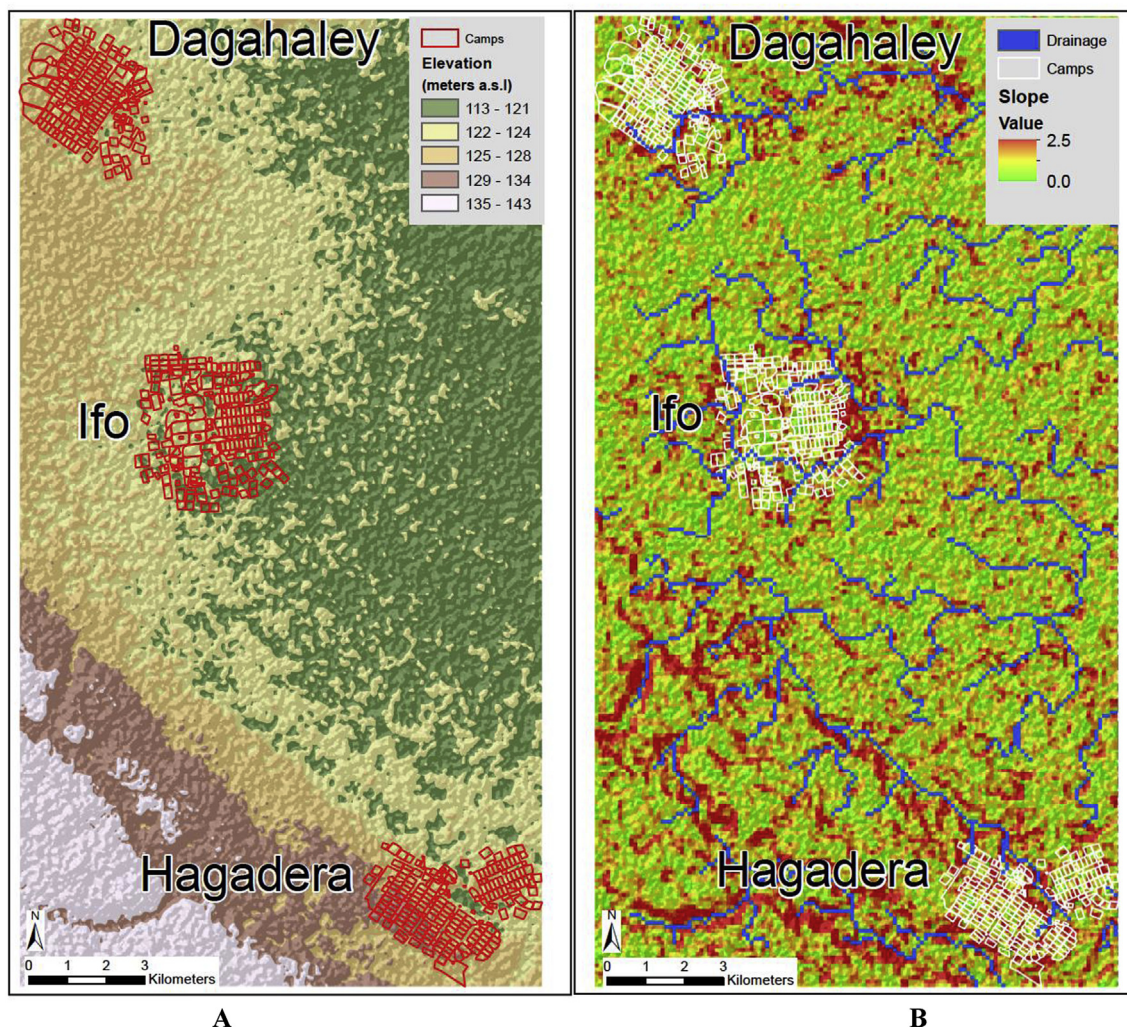 Dagahaley
Camps
Elevation
(meters a.s.l)
113 - 121
122 - 124
125 - 128
129 - 134
135 - 143
Ifo
Hagadera
N
0 1 2 3
Kilometers
A
Dagahaley
Drainage
Camps
Slope
Value
2.5
0.0
Ifo
Hagadera
N
0 1 2 3
Kilometers
B